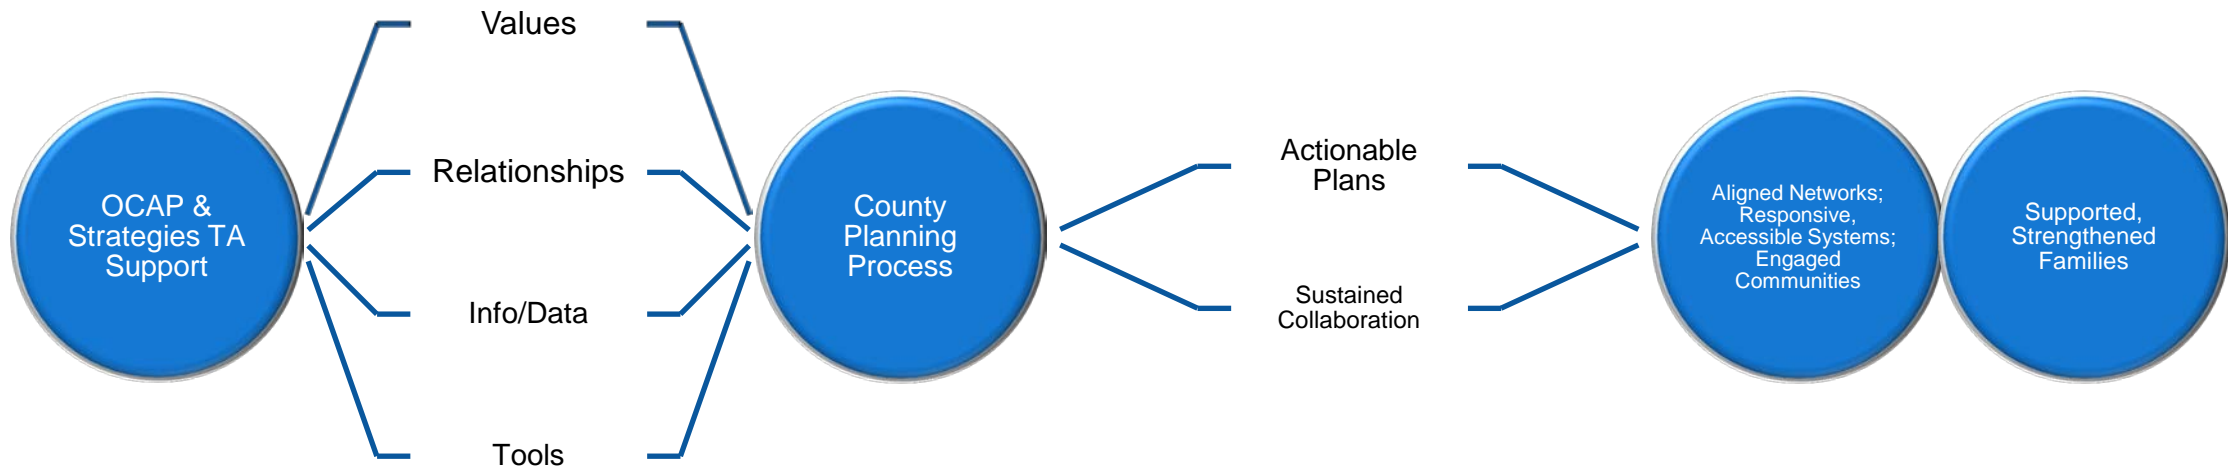 OCAP &
Strategies TA
Support
Values
Relationships
Info/Data
Tools
County
Planning
Process
Actionable
Plans
Sustained
Collaboration
Aligned Networks;
Responsive,
Accessible Systems;
Engaged
Communities
Supported,
Strengthened
Families